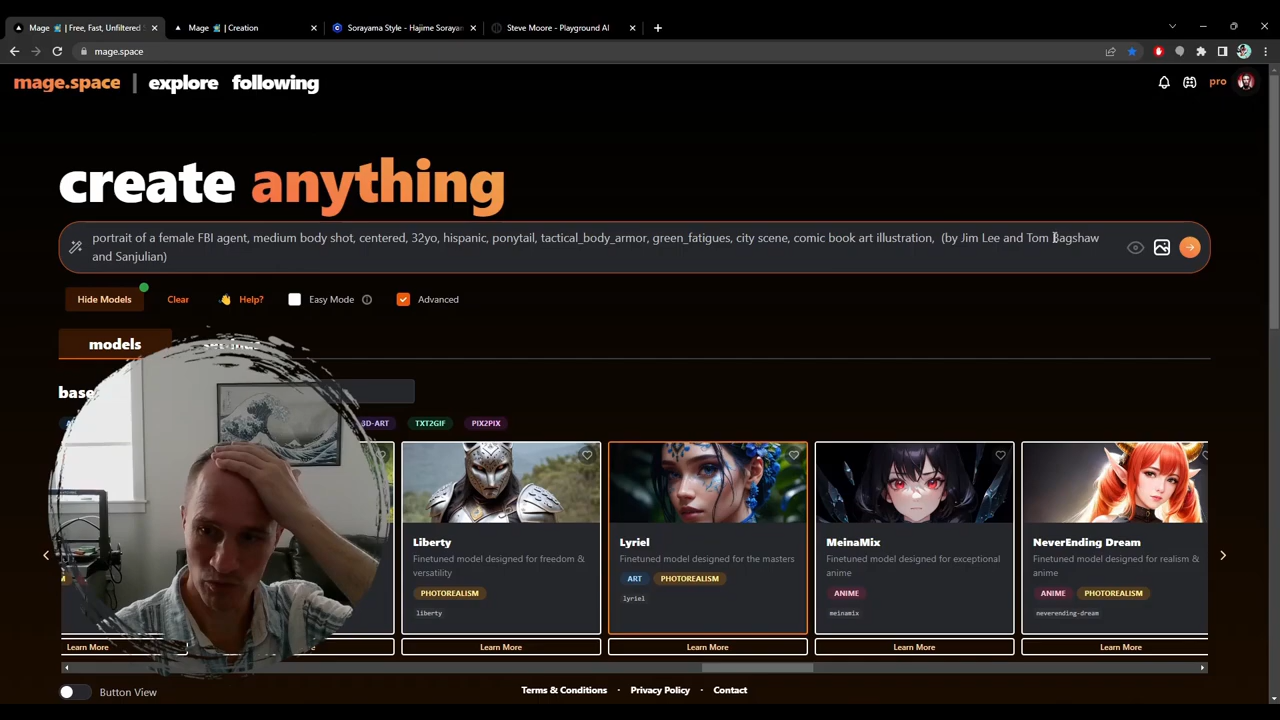 Mage | Free, Fast, Unfiltered
Mage | Creation
Sorayama Style - Hajime Sorayam
Steve Moore - Playground AI
mage.space
mage.space | explore following
pro
create anything
portrait of a female FBI agent, medium body shot, centered, 32yo, hispanic, ponytail, tactical_body_armor, green_fatigues, city scene, comic book art illustration, (by Jim Lee and Tom Bagshaw
and Sanjulian)
Hide Models
Clear
Help?
Easy Mode
Advanced
models
base
3D-ART
TXT2GIF
PIX2PIX
Liberty
Finetuned model designed for freedom &
versatility
PHOTOREALISM
liberty
Learn More
Lyriel
Finetuned model designed for the masters
ART
PHOTOREALISM
lyriel
Learn More
MeinaMix
Finetuned model designed for exceptional
anime
ANIME
meinamix
Learn More
NeverEnding Dream
Finetuned model designed for realism &
anime
ANIME
PHOTOREALISM
neverending-dream
Learn More
Learn More
Button View
Terms & Conditions · Privacy Policy · Contact